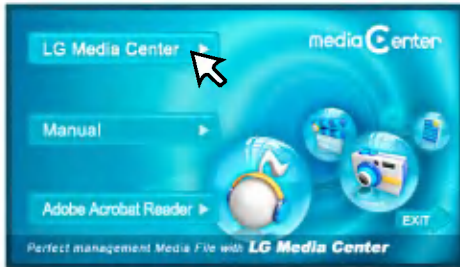 LG Media Center
media Center
Manual
Adobe Acrobat Reader
EXIT
Perfect management Media File with LG Media Center